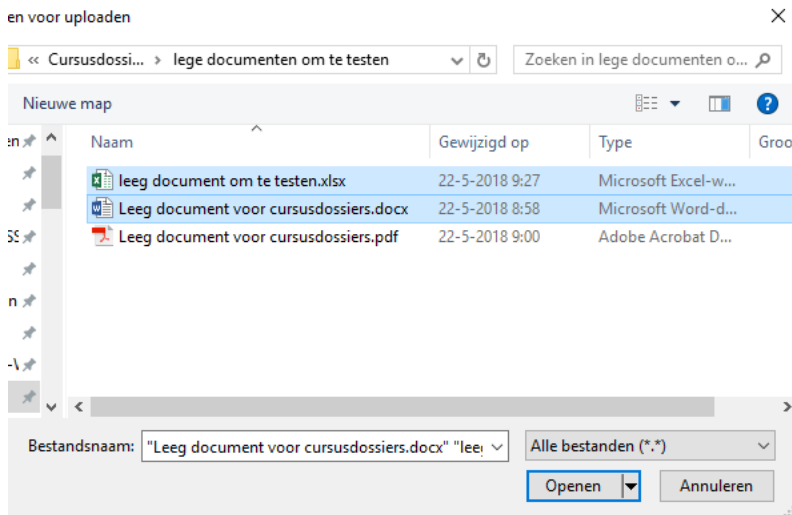 en voor uploaden
« Cursusdossi... > lege documenten om te testen
Zoeken in lege documenten o...
Nieuwe map
Naam Gewijzigd op Type Groo
leeg document om te testen.xlsx 22-5-2018 9:27 Microsoft Excel-w...
Leeg document voor cursusdossiers.docx 22-5-2018 8:58 Microsoft Word-d...
Leeg document voor cursusdossiers.pdf 22-5-2018 9:00 Adobe Acrobat D...
en
n
Bestandsnaam: "Leeg document voor cursusdossiers.docx" "leeg Alle bestanden (*.*)
Openen Annuleren